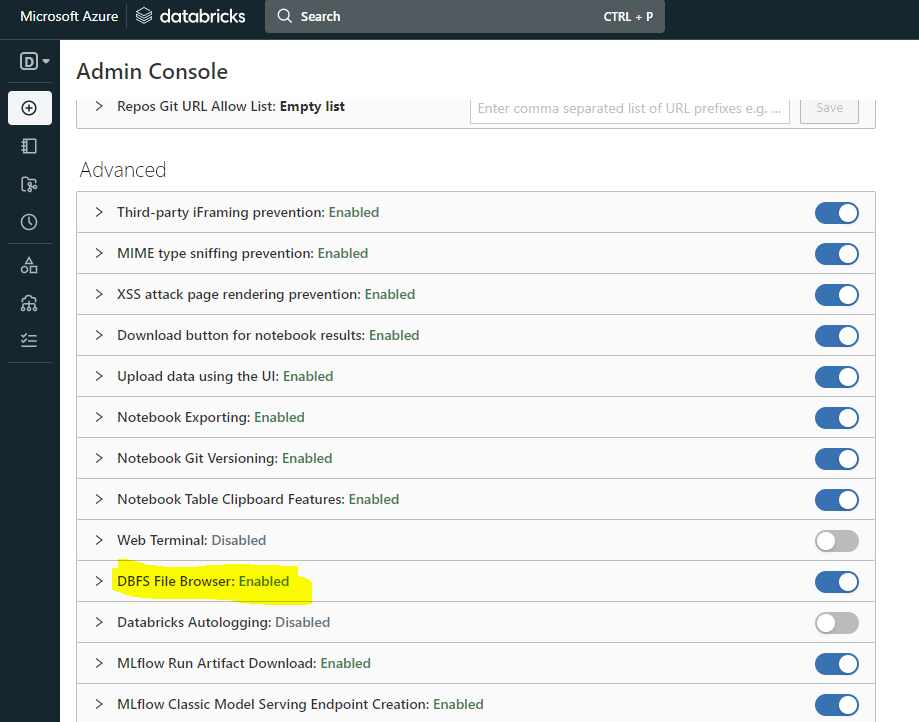 Microsoft Azure databricks Search CTRL + P
D
Admin Console
Repos Git URL Allow List: Empty list Enter comma separated list of URL prefixes e.g. ... Save
Advanced
Third-party iFraming prevention: Enabled
MIME type sniffing prevention: Enabled
XSS attack page rendering prevention: Enabled
Download button for notebook results: Enabled
Upload data using the UI: Enabled
Notebook Exporting: Enabled
Notebook Git Versioning: Enabled
Notebook Table Clipboard Features: Enabled
Web Terminal: Disabled
DBFS File Browser: Enabled
Databricks Autologging: Disabled
MLflow Run Artifact Download: Enabled
MLflow Classic Model Serving Endpoint Creation: Enabled